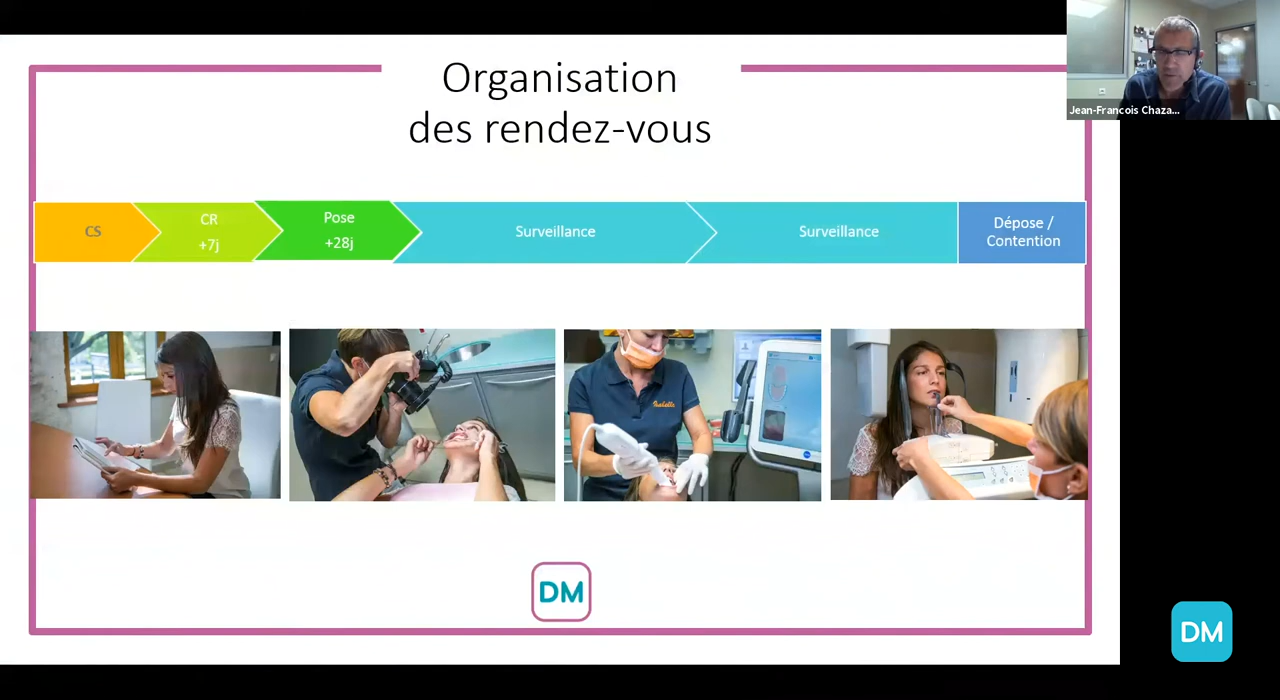 Organisation
des rendez-vous
Jean-Francois Chaza...
CS
CR
+7j
Pose
+28j
Surveillance
Surveillance
Dépose /
Contention
DM
DM